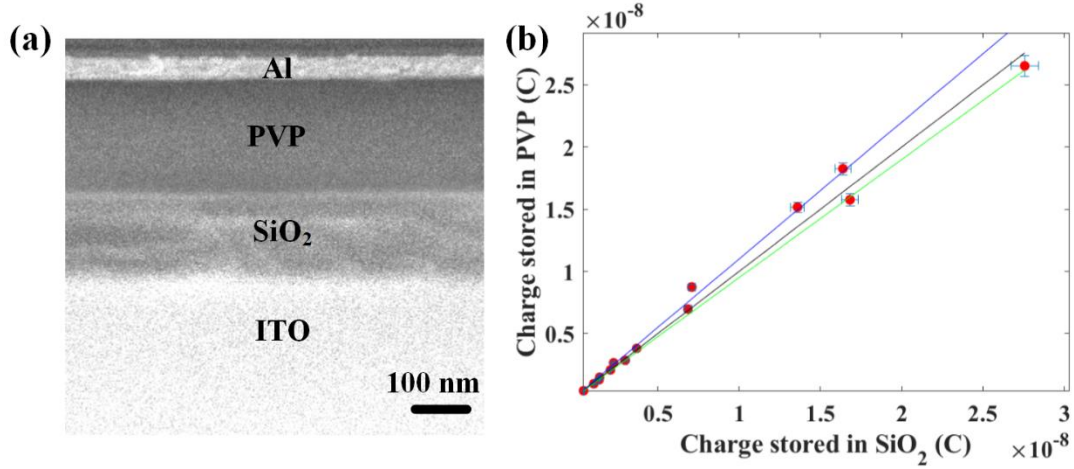 (a)
Al
PVP
SiO₂
ITO
100 nm
(b)
×10⁻⁸
Charge stored in PVP (C)
2.5
2
1.5
1
0.5
0.5 1 1.5 2 2.5 3
Charge stored in SiO₂ (C)
×10⁻⁸